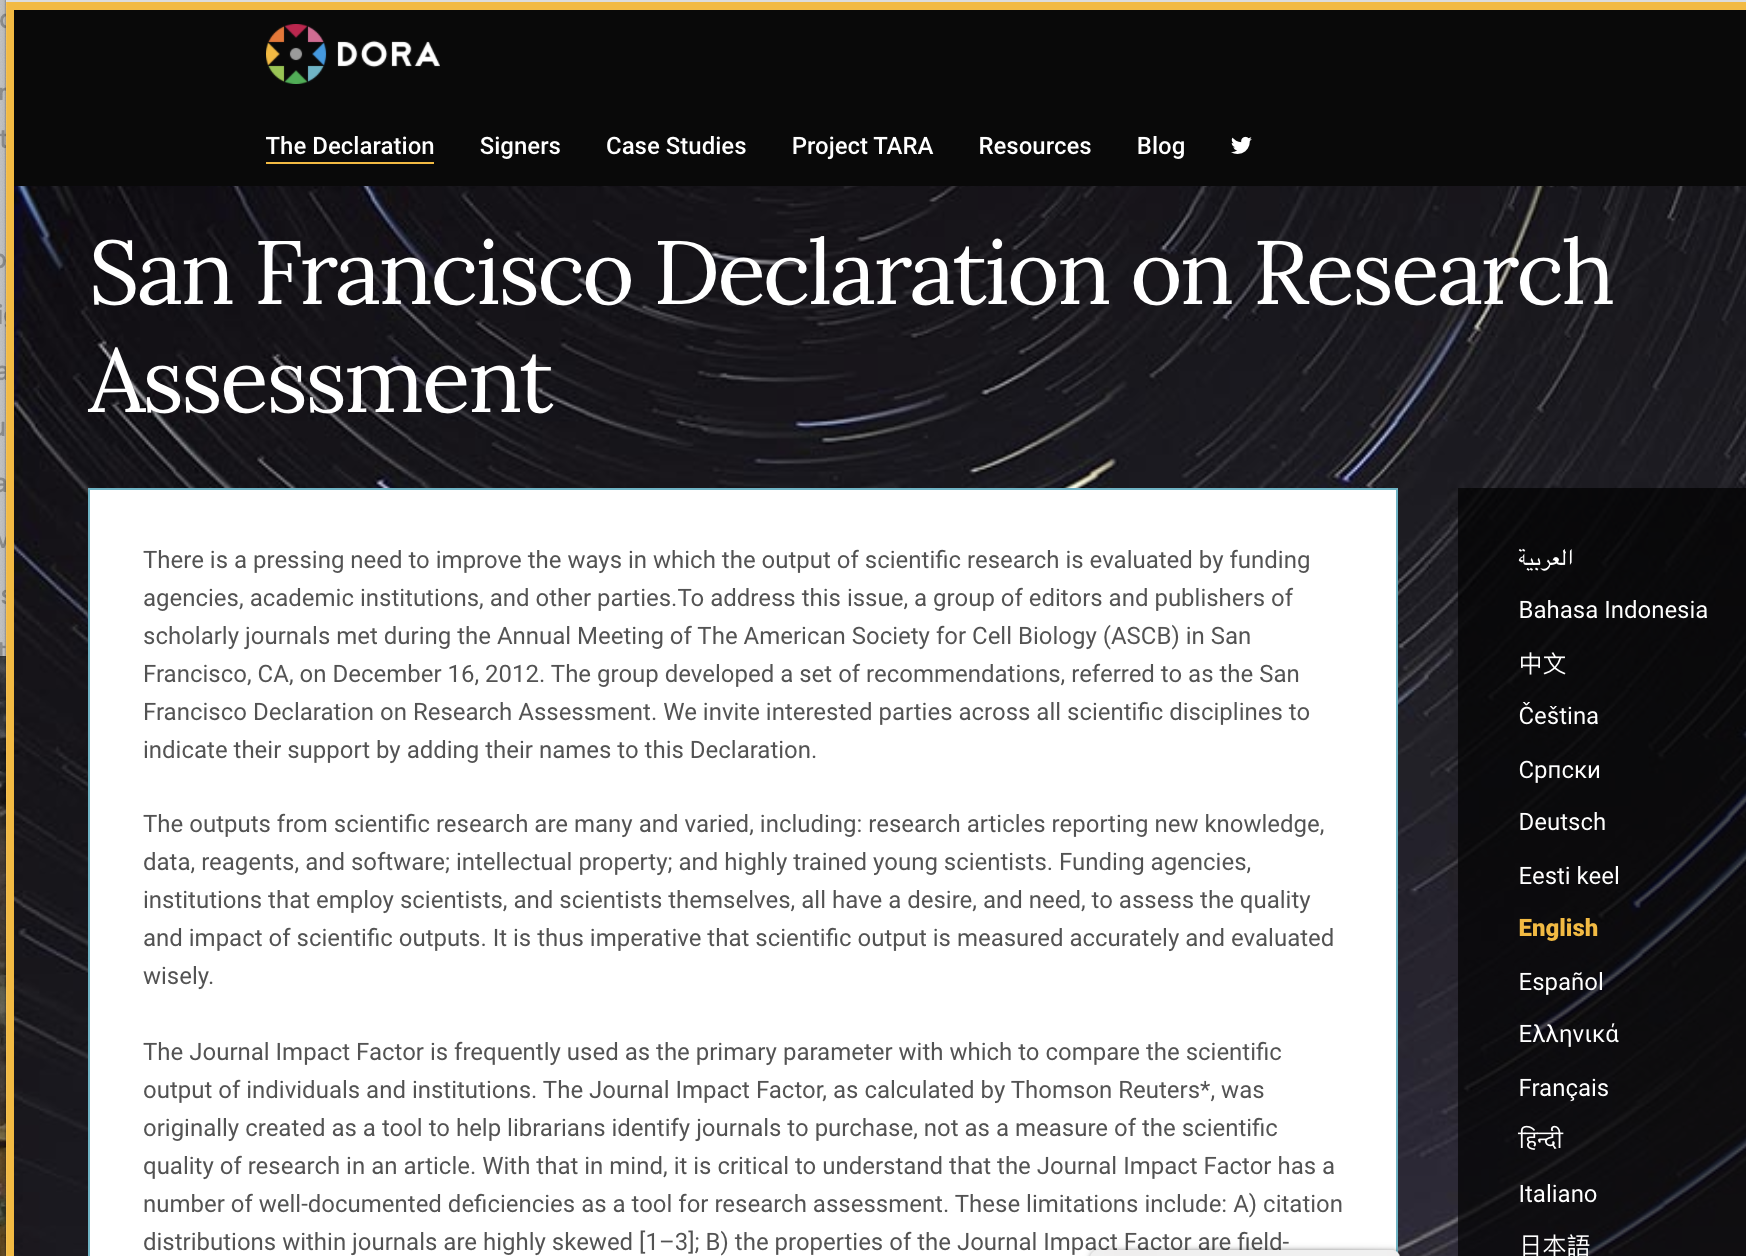 DORA
The Declaration Signers Case Studies Project TARA Resources Blog
San Francisco Declaration on Research
Assessment
There is a pressing need to improve the ways in which the output of scientific research is evaluated by funding
agencies, academic institutions, and other parties.To address this issue, a group of editors and publishers of
scholarly journals met during the Annual Meeting of The American Society for Cell Biology (ASCB) in San
Francisco, CA, on December 16, 2012. The group developed a set of recommendations, referred to as the San
Francisco Declaration on Research Assessment. We invite interested parties across all scientific disciplines to
indicate their support by adding their names to this Declaration.
The outputs from scientific research are many and varied, including: research articles reporting new knowledge,
data, reagents, and software; intellectual property; and highly trained young scientists. Funding agencies,
institutions that employ scientists, and scientists themselves, all have a desire, and need, to assess the quality
and impact of scientific outputs. It is thus imperative that scientific output is measured accurately and evaluated
wisely.
The Journal Impact Factor is frequently used as the primary parameter with which to compare the scientific
output of individuals and institutions. The Journal Impact Factor, as calculated by Thomson Reuters*, was
originally created as a tool to help librarians identify journals to purchase, not as a measure of the scientific
quality of research in an article. With that in mind, it is critical to understand that the Journal Impact Factor has a
number of well-documented deficiencies as a tool for research assessment. These limitations include: A) citation
distributions within journals are highly skewed [1–3]; B) the properties of the Journal Impact Factor are field-
العربية
Bahasa Indonesia
中文
Čeština
Српски
Deutsch
Eesti keel
English
Español
Ελληνικά
Français
हिन्दी
Italiano
日本語